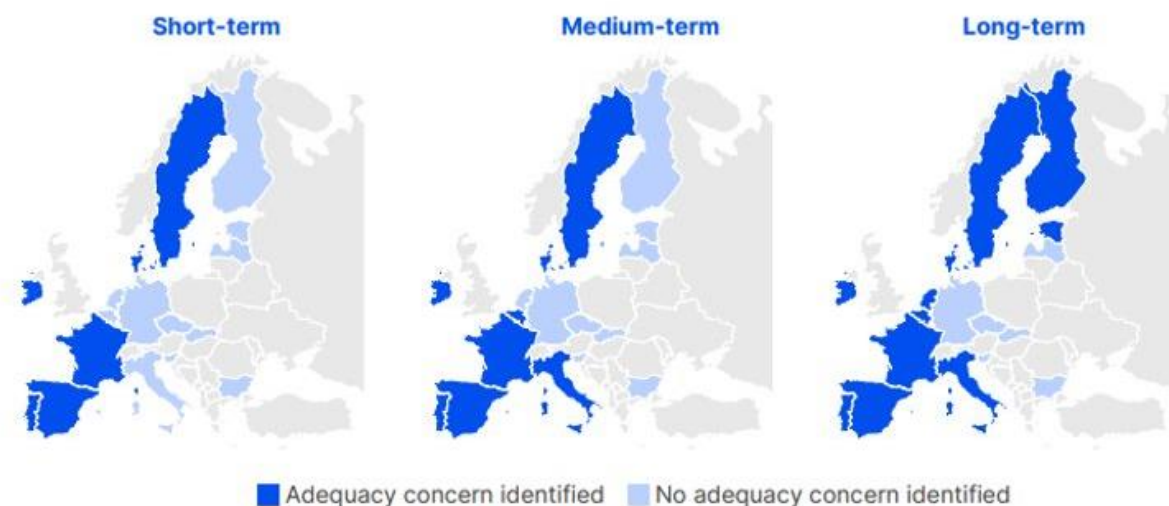 Short-term
Medium-term
Long-term
Adequacy concern identified
No adequacy concern identified